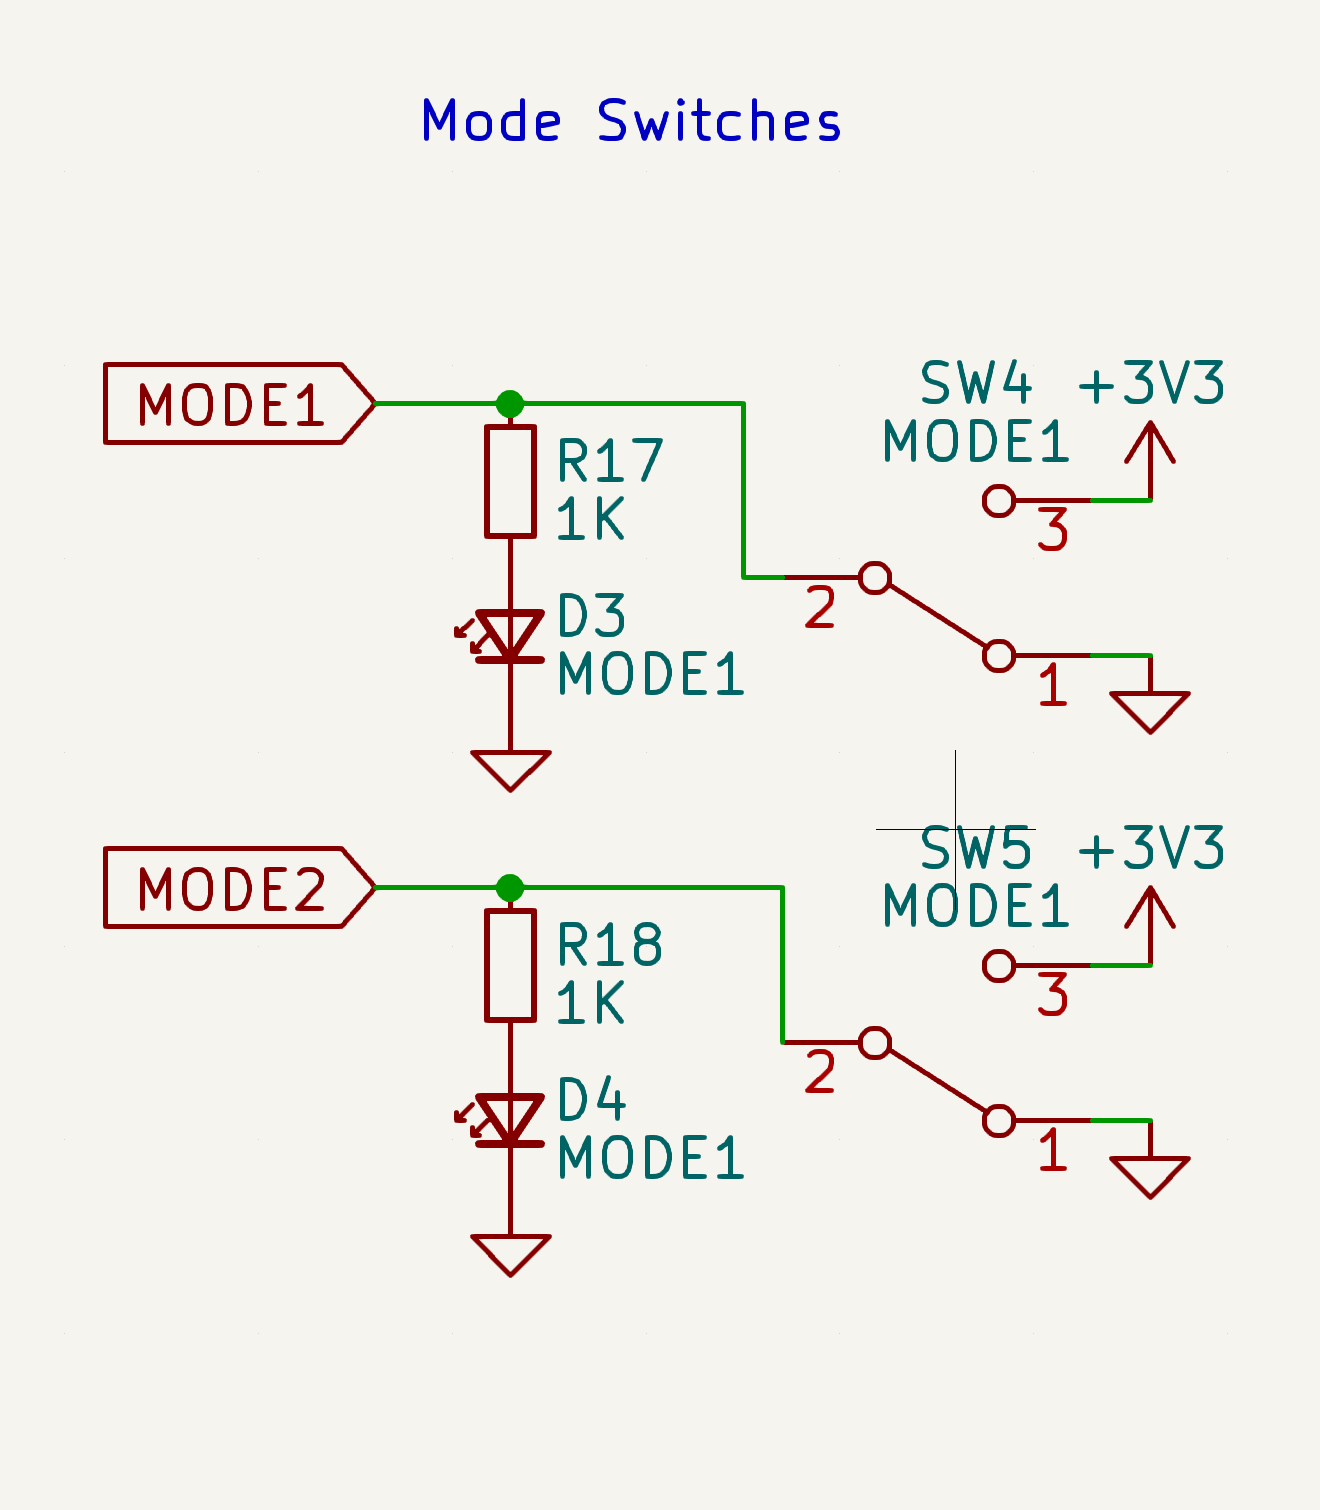 Mode Switches
MODE1
SW4 +3V3
MODE1
R17
1K
3
2
D3
MODE1
1
MODE2
SW5 +3V3
MODE1
R18
1K
3
2
D4
MODE1
1